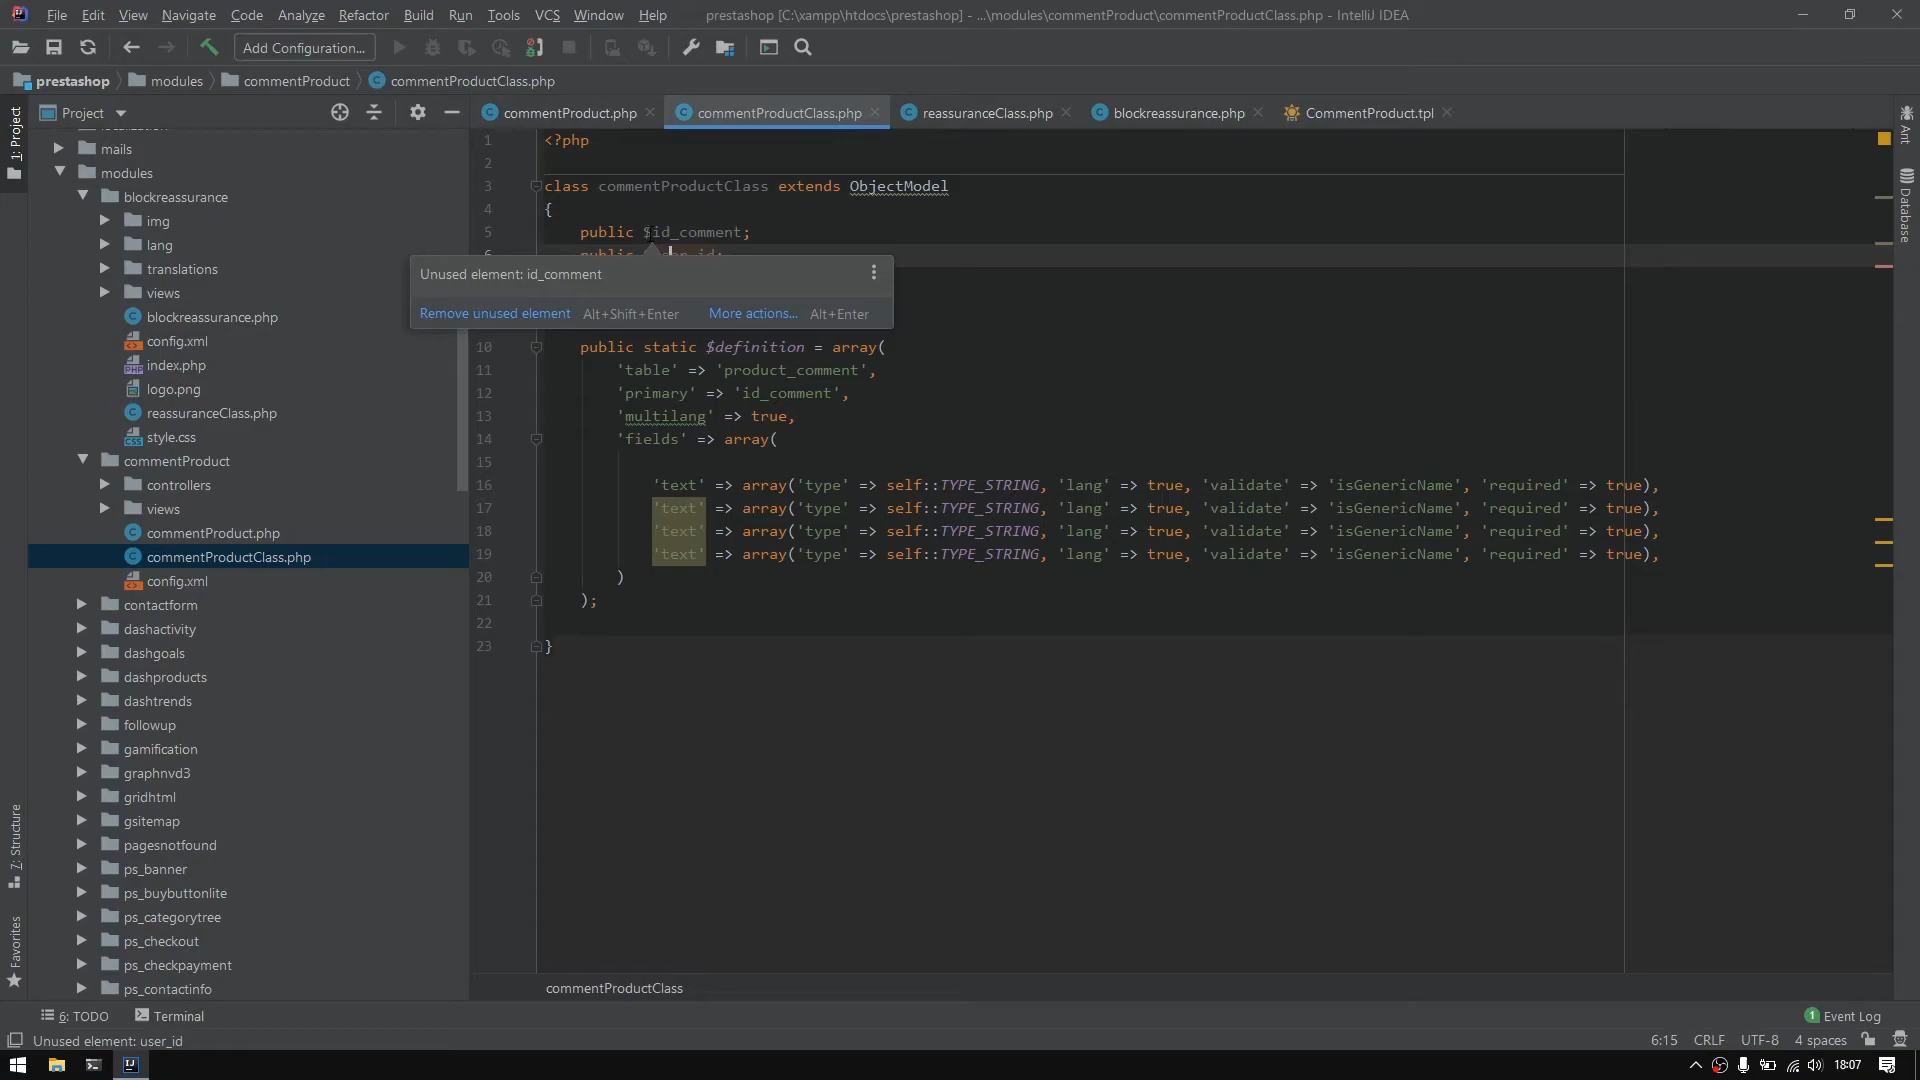 File Edit View Navigate Code Analyze Refactor Build Run Tools VCS Window Help prestashop [C:\xampp\htdocs\prestashop] - ...\modules\commentProduct\commentProductClass.php - IntelliJ IDEA
Add Configuration...
prestashop modules commentProduct commentProductClass.php
1: Project
Project
commentProduct.php commentProductClass.php reassuranceClass.php blockreassurance.php CommentProduct.tpl
Ant
Database
mails
modules
blockreassurance
img
lang
translations
views
blockreassurance.php
config.xml
index.php
logo.png
reassuranceClass.php
style.css
commentProduct
controllers
views
commentProduct.php
commentProductClass.php
config.xml
contactform
dashactivity
dashgoals
dashproducts
dashtrends
followup
gamification
graphnvd3
gridhtml
gsitemap
pagesnotfound
ps_banner
ps_buybuttonlite
ps_categorytree
ps_checkout
ps_checkpayment
ps_contactinfo
7: Structure
Favorites
1 <?php
2
3 class commentProductClass extends ObjectModel
4 {
5 public $id_comment;
6 public
Unused element: id_comment
Remove unused element Alt+Shift+Enter More actions... Alt+Enter
10 public static $definition = array(
11 'table' => 'product_comment',
12 'primary' => 'id_comment',
13 'multilang' => true,
14 'fields' => array(
15
16 'text' => array('type' => self::TYPE_STRING, 'lang' => true, 'validate' => 'isGenericName', 'required' => true),
17 'text' => array('type' => self::TYPE_STRING, 'lang' => true, 'validate' => 'isGenericName', 'required' => true),
18 'text' => array('type' => self::TYPE_STRING, 'lang' => true, 'validate' => 'isGenericName', 'required' => true),
19 'text' => array('type' => self::TYPE_STRING, 'lang' => true, 'validate' => 'isGenericName', 'required' => true),
20 )
21 );
22
23 }
commentProductClass
6: TODO Terminal 1 Event Log
Unused element: user_id 6:15 CRLF UTF-8 4 spaces
18:07